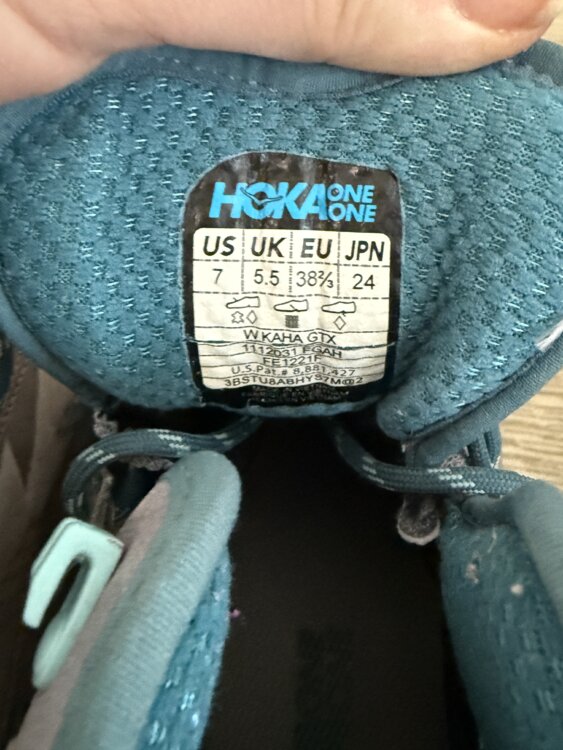 HOKA ONE ONE
US UK EU JPN
7 5.5 38⅔ 24
W KAHA GTX
1112031 EGAH
FE1221F
U.S.Pat.# 8,881,427